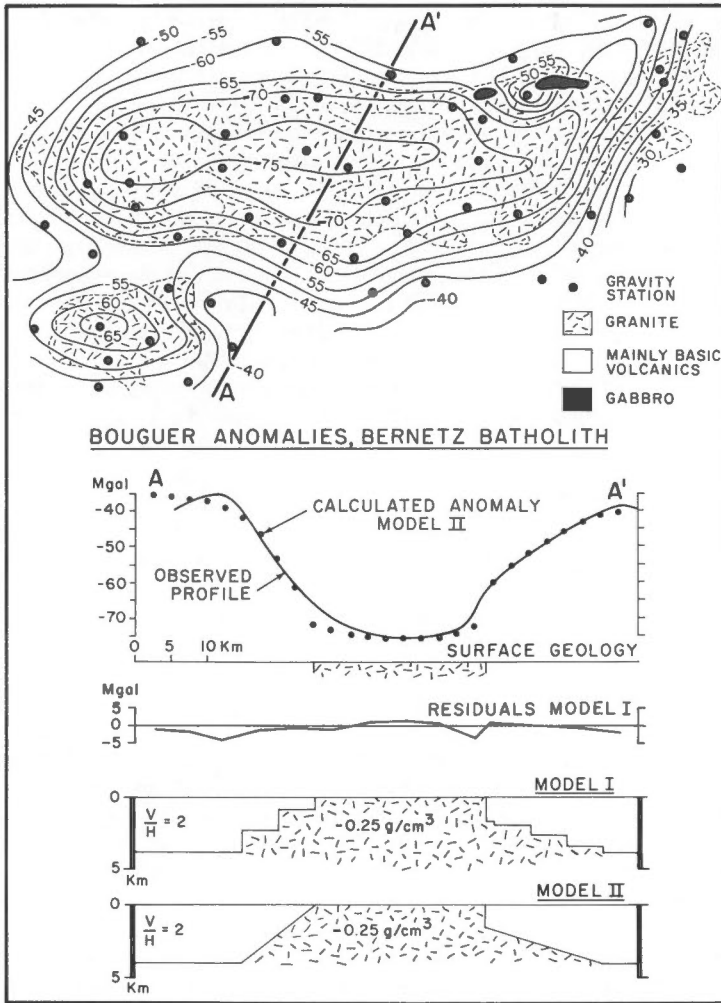 A'
-50
-55
-55
-60
-45
65
-70
-50
55
35
-30
-75
-70
65
-60
-55
-45
-40
-40
55
60
65
-40
A
GRAVITY
STATION
GRANITE
MAINLY BASIC
VOLCANICS
GABBRO
BOUGUER ANOMALIES, BERNETZ BATHOLITH
Mgal
A
A'
-40
-50
-60
-70
CALCULATED ANOMALY
MODEL II
OBSERVED
PROFILE
0 5 10 Km
SURFACE GEOLOGY
Mgal
5
0
-5
RESIDUALS MODEL I
MODEL I
0
V/H = 2
-0.25 g/cm³
5
Km
MODEL II
0
V/H = 2
-0.25 g/cm³
5
Km